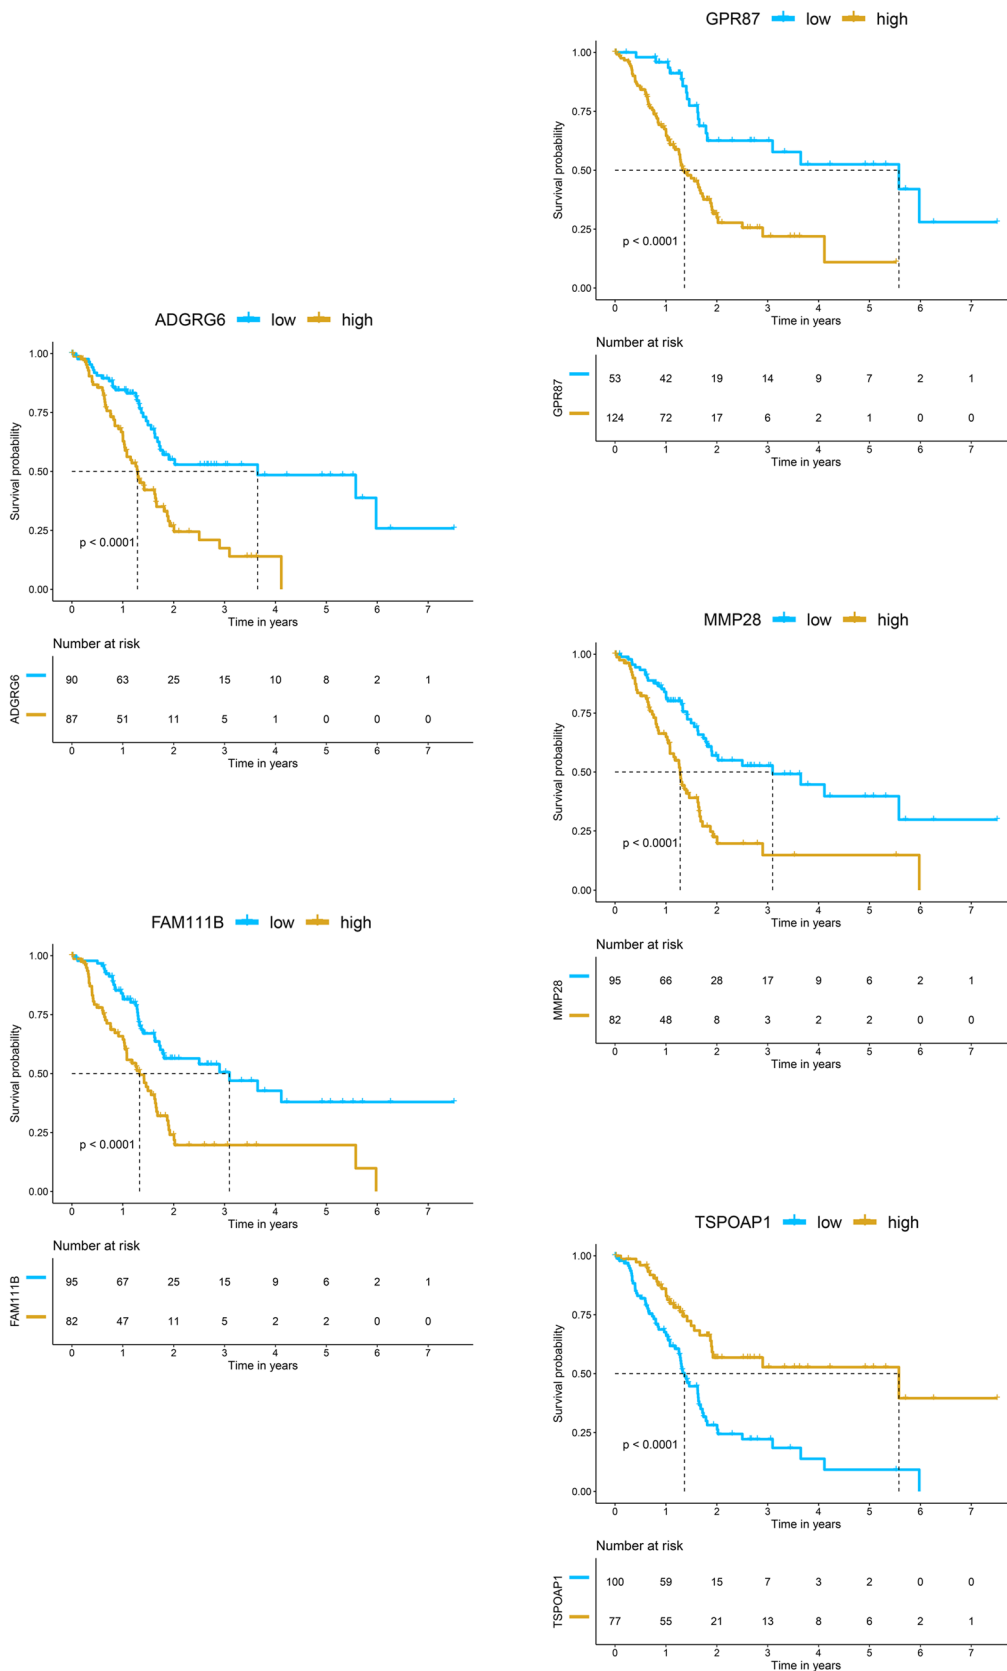 GPR87 low high
1.00
0.75
0.50
0.25
0.00
Survival probability
p < 0.0001
0 1 2 3 4 5 6 7
Time in years
Number at risk
GPR87
53 42 19 14 9 7 2 1
124 72 17 6 2 1 0 0
0 1 2 3 4 5 6 7
Time in years
ADGRG6 low high
1.00
0.75
0.50
0.25
0.00
Survival probability
p < 0.0001
0 1 2 3 4 5 6 7
Time in years
Number at risk
ADGRG6
90 63 25 15 10 8 2 1
87 51 11 5 1 0 0 0
0 1 2 3 4 5 6 7
Time in years
MMP28 low high
1.00
0.75
0.50
0.25
0.00
Survival probability
p < 0.0001
0 1 2 3 4 5 6 7
Time in years
Number at risk
MMP28
95 66 28 17 9 6 2 1
82 48 8 3 2 2 0 0
0 1 2 3 4 5 6 7
Time in years
FAM111B low high
1.00
0.75
0.50
0.25
0.00
Survival probability
p < 0.0001
0 1 2 3 4 5 6 7
Time in years
Number at risk
FAM111B
95 67 25 15 9 6 2 1
82 47 11 5 2 2 0 0
0 1 2 3 4 5 6 7
Time in years
TSPOAP1 low high
1.00
0.75
0.50
0.25
0.00
Survival probability
p < 0.0001
0 1 2 3 4 5 6 7
Time in years
Number at risk
TSPOAP1
100 59 15 7 3 2 0 0
77 55 21 13 8 6 2 1
0 1 2 3 4 5 6 7
Time in years